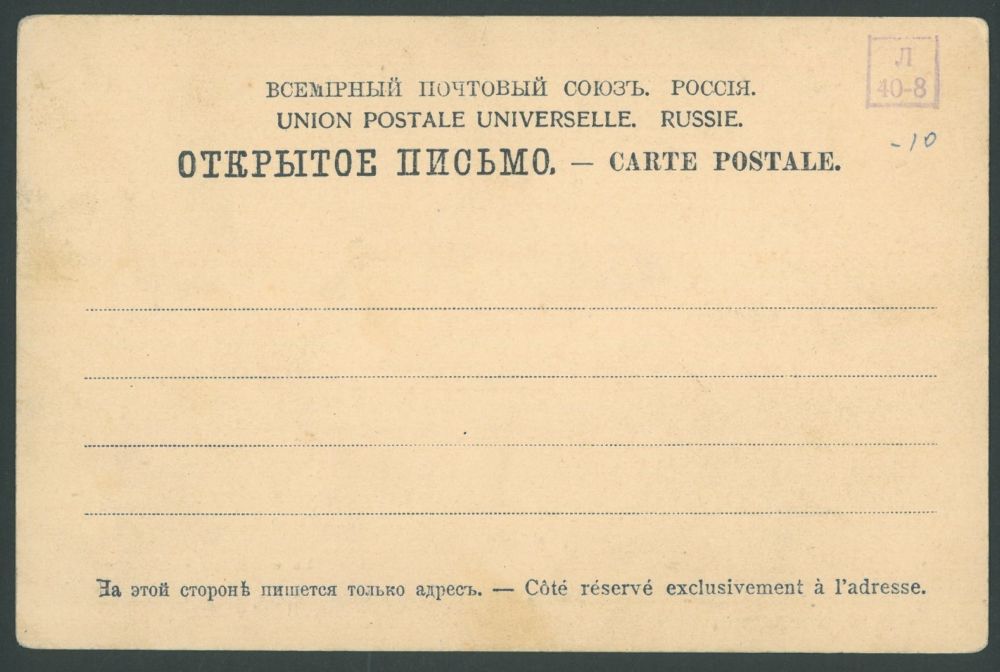 Л
40-8
ВСЕМІРНЫЙ ПОЧТОВЫЙ СОЮЗЪ. РОССІЯ.
UNION POSTALE UNIVERSELLE. RUSSIE.
-10
ОТКРЫТОЕ ПИСЬМО. — CARTE POSTALE.
На этой сторонѣ пишется только адресъ. — Côté réservé exclusivement à l'adresse.